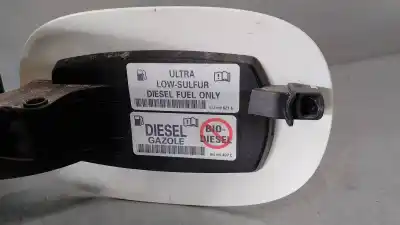 ULTRA
LOW-SULFUR
DIESEL FUEL ONLY
DIESEL
GAZOLE
BIO-
DIESEL